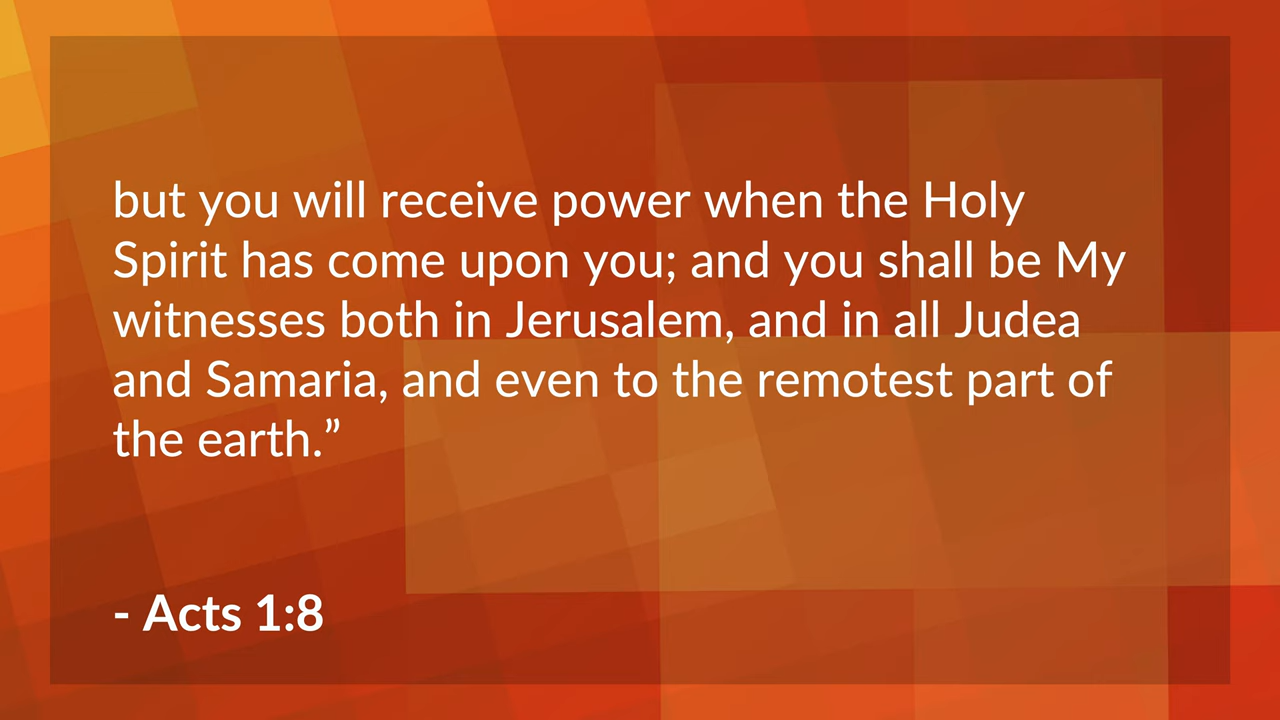 but you will receive power when the Holy
Spirit has come upon you; and you shall be My
witnesses both in Jerusalem, and in all Judea
and Samaria, and even to the remotest part of
the earth.”
- Acts 1:8